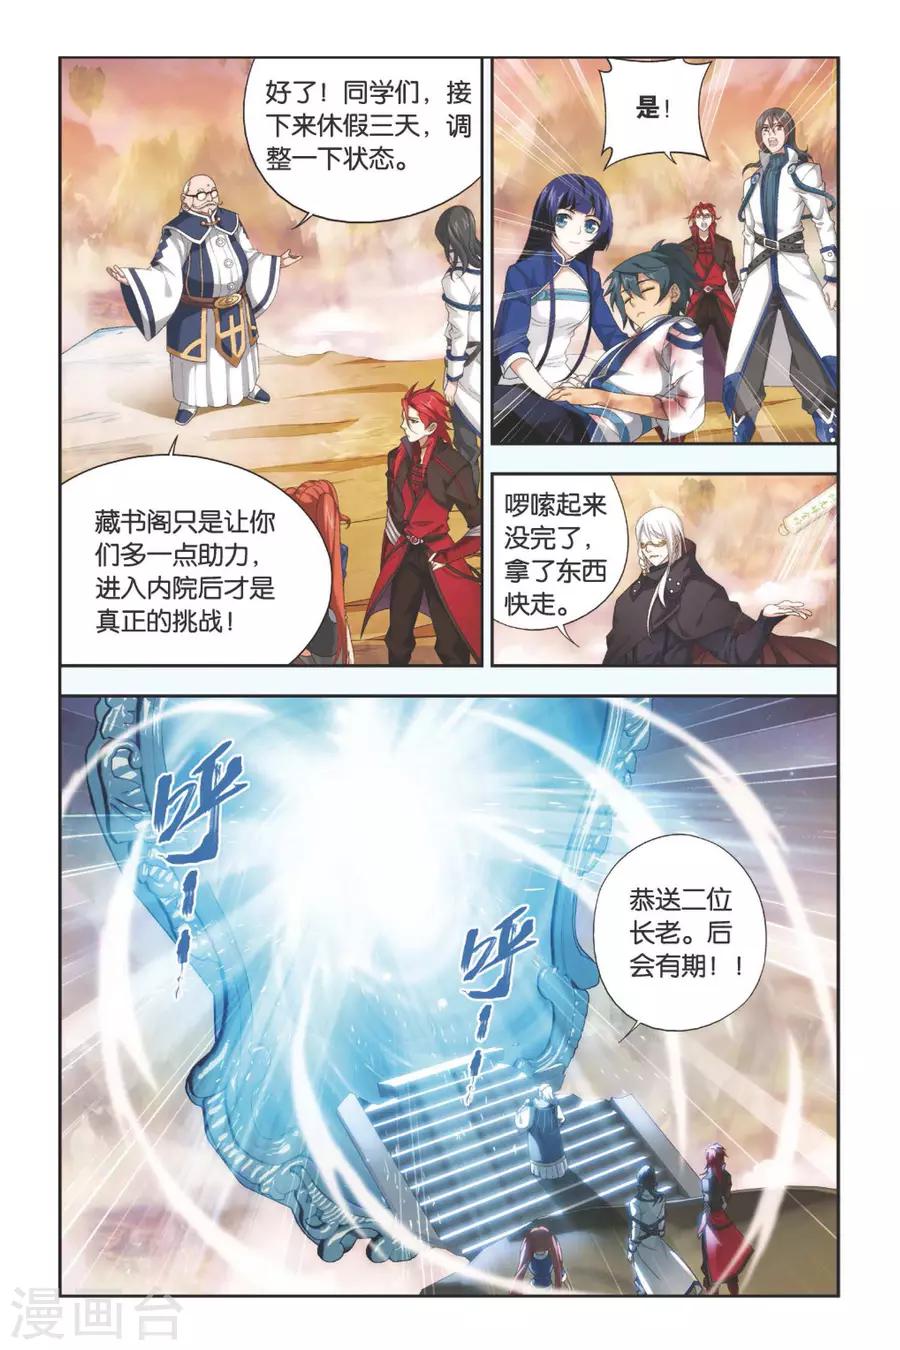 好了！同学们，接
下来休假三天，调
整一下状态。
藏书阁只是让你
们多一点助力，
进入内院后才是
真正的挑战！
是！
啰嗦起来
没完了，
拿了东西
快走。
呼——
呼——
恭送二位
长老。后
会有期！！
漫画台